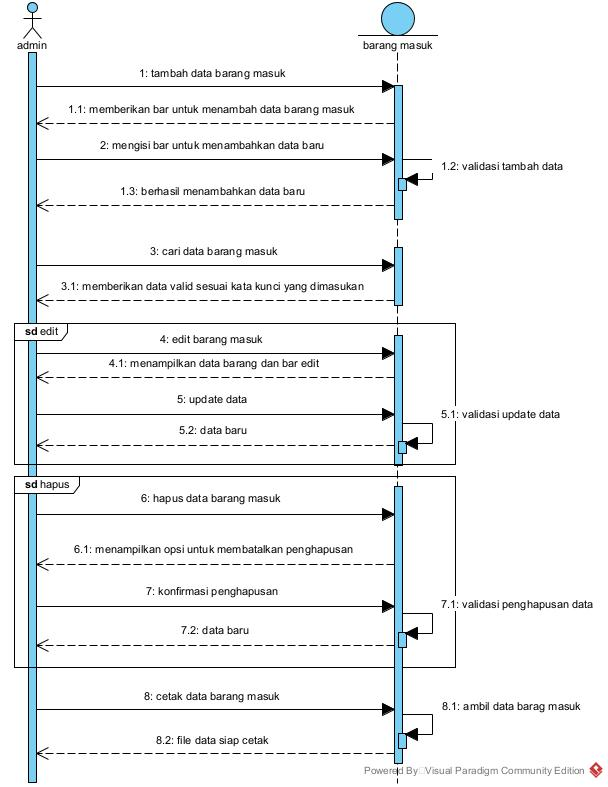 admin
barang masuk
1: tambah data barang masuk
1.1: memberikan bar untuk menambah data barang masuk
2: mengisi bar untuk menambahkan data baru
1.2: validasi tambah data
1.3: berhasil menambahkan data baru
3: cari data barang masuk
3.1: memberikan data valid sesuai kata kunci yang dimasukan
sd edit
4: edit barang masuk
4.1: menampilkan data barang dan bar edit
5: update data
5.1: validasi update data
5.2: data baru
sd hapus
6: hapus data barang masuk
6.1: menampilkan opsi untuk membatalkan penghapusan
7: konfirmasi penghapusan
7.1: validasi penghapusan data
7.2: data baru
8: cetak data barang masuk
8.1: ambil data barag masuk
8.2: file data siap cetak
Powered By Visual Paradigm Community Edition